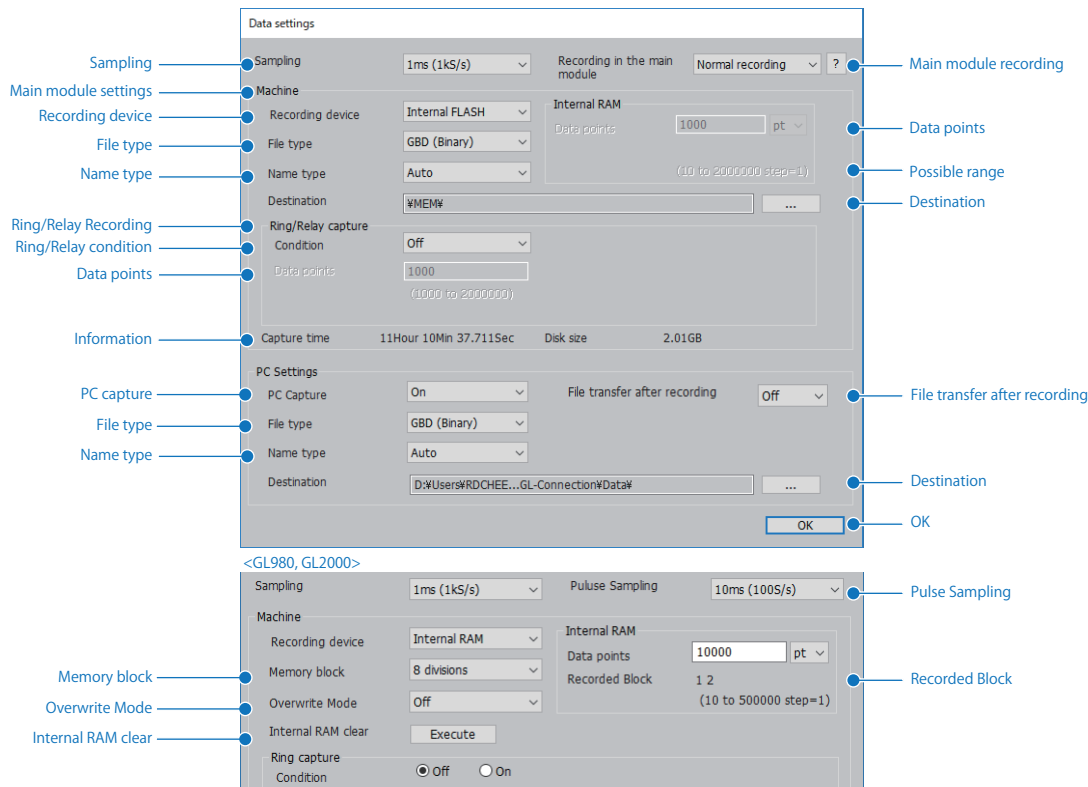 Data settings
Sampling
Sampling
1ms (1kS/s)
Recording in the main
module
Normal recording
?
Main module recording
Main module settings
Machine
Recording device
Recording device
Internal FLASH
Internal RAM
Data points
1000
pt
Data points
File type
File type
GBD (Binary)
Name type
Name type
Auto
(10 to 2000000 step=1)
Possible range
Destination
¥MEM¥
...
Destination
Ring/Relay Recording
Ring/Relay capture
Ring/Relay condition
Condition
Off
Data points
Data points
1000
(1000 to 2000000)
Information
Capture time
11Hour 10Min 37.711Sec
Disk size
2.01GB
PC Settings
PC capture
PC Capture
On
File transfer after recording
Off
File transfer after recording
File type
File type
GBD (Binary)
Name type
Name type
Auto
Destination
D:¥Users¥RDCHEE...GL-Connection¥Data¥
...
Destination
OK
OK
<GL980, GL2000>
Sampling
1ms (1kS/s)
Puluse Sampling
10ms (100S/s)
Pulse Sampling
Machine
Recording device
Internal RAM
Internal RAM
Data points
10000
pt
Memory block
Memory block
8 divisions
Recorded Block
1 2
Recorded Block
Overwrite Mode
Overwrite Mode
Off
(10 to 500000 step=1)
Internal RAM clear
Internal RAM clear
Execute
Ring capture
Condition
Off
On